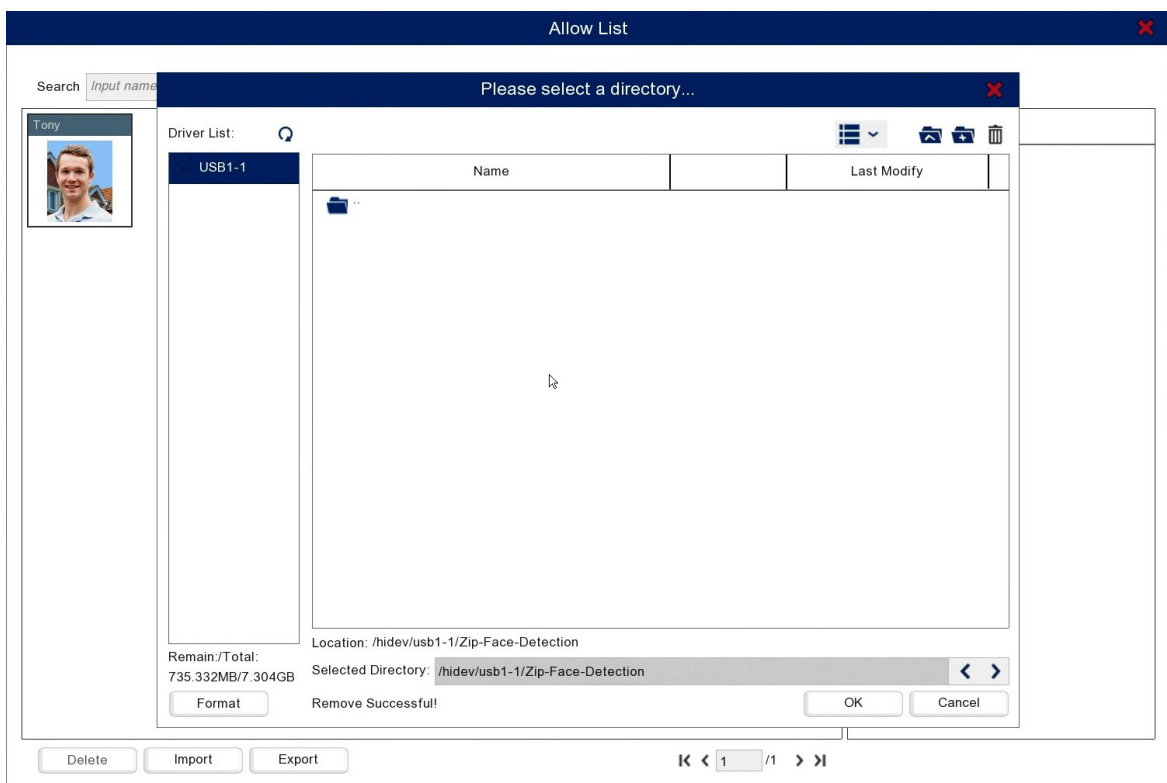 Allow List
Search Input name
Please select a directory...
Tony
Driver List:
USB1-1
Name Last Modify
..
Location: /hidev/usb1-1/Zip-Face-Detection
Remain:/Total:
735.332MB/7.304GB
Selected Directory: /hidev/usb1-1/Zip-Face-Detection
Format Remove Successful! OK Cancel
Delete Import Export 1 /1